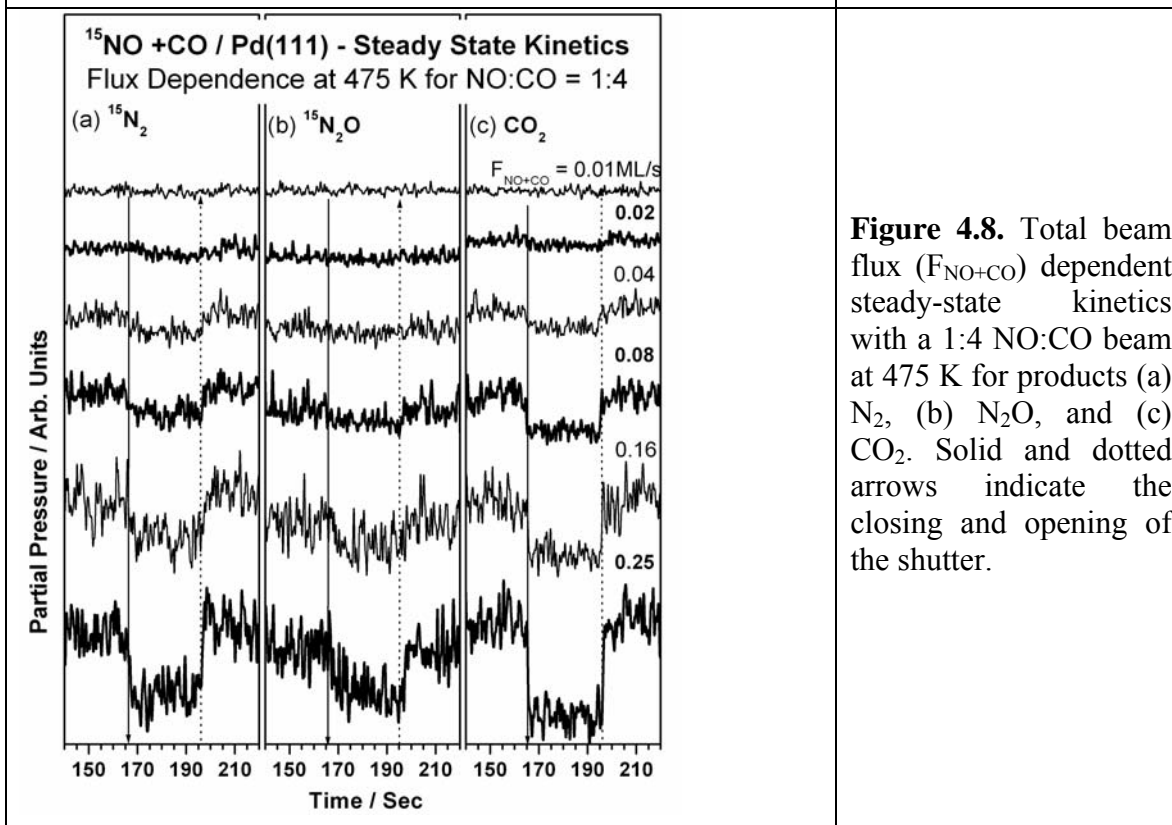 ¹⁵NO +CO / Pd(111) - Steady State Kinetics
Flux Dependence at 475 K for NO:CO = 1:4
(a) ¹⁵N₂
(b) ¹⁵N₂O
(c) CO₂
F_NO+CO = 0.01ML/s
0.02
0.04
0.08
0.16
0.25
Partial Pressure / Arb. Units
150 170 190 210 150 170 190 210 150 170 190 210
Time / Sec
Figure 4.8. Total beam
flux (F_NO+CO) dependent
steady-state kinetics
with a 1:4 NO:CO beam
at 475 K for products (a)
N₂, (b) N₂O, and (c)
CO₂. Solid and dotted
arrows indicate the
closing and opening of
the shutter.